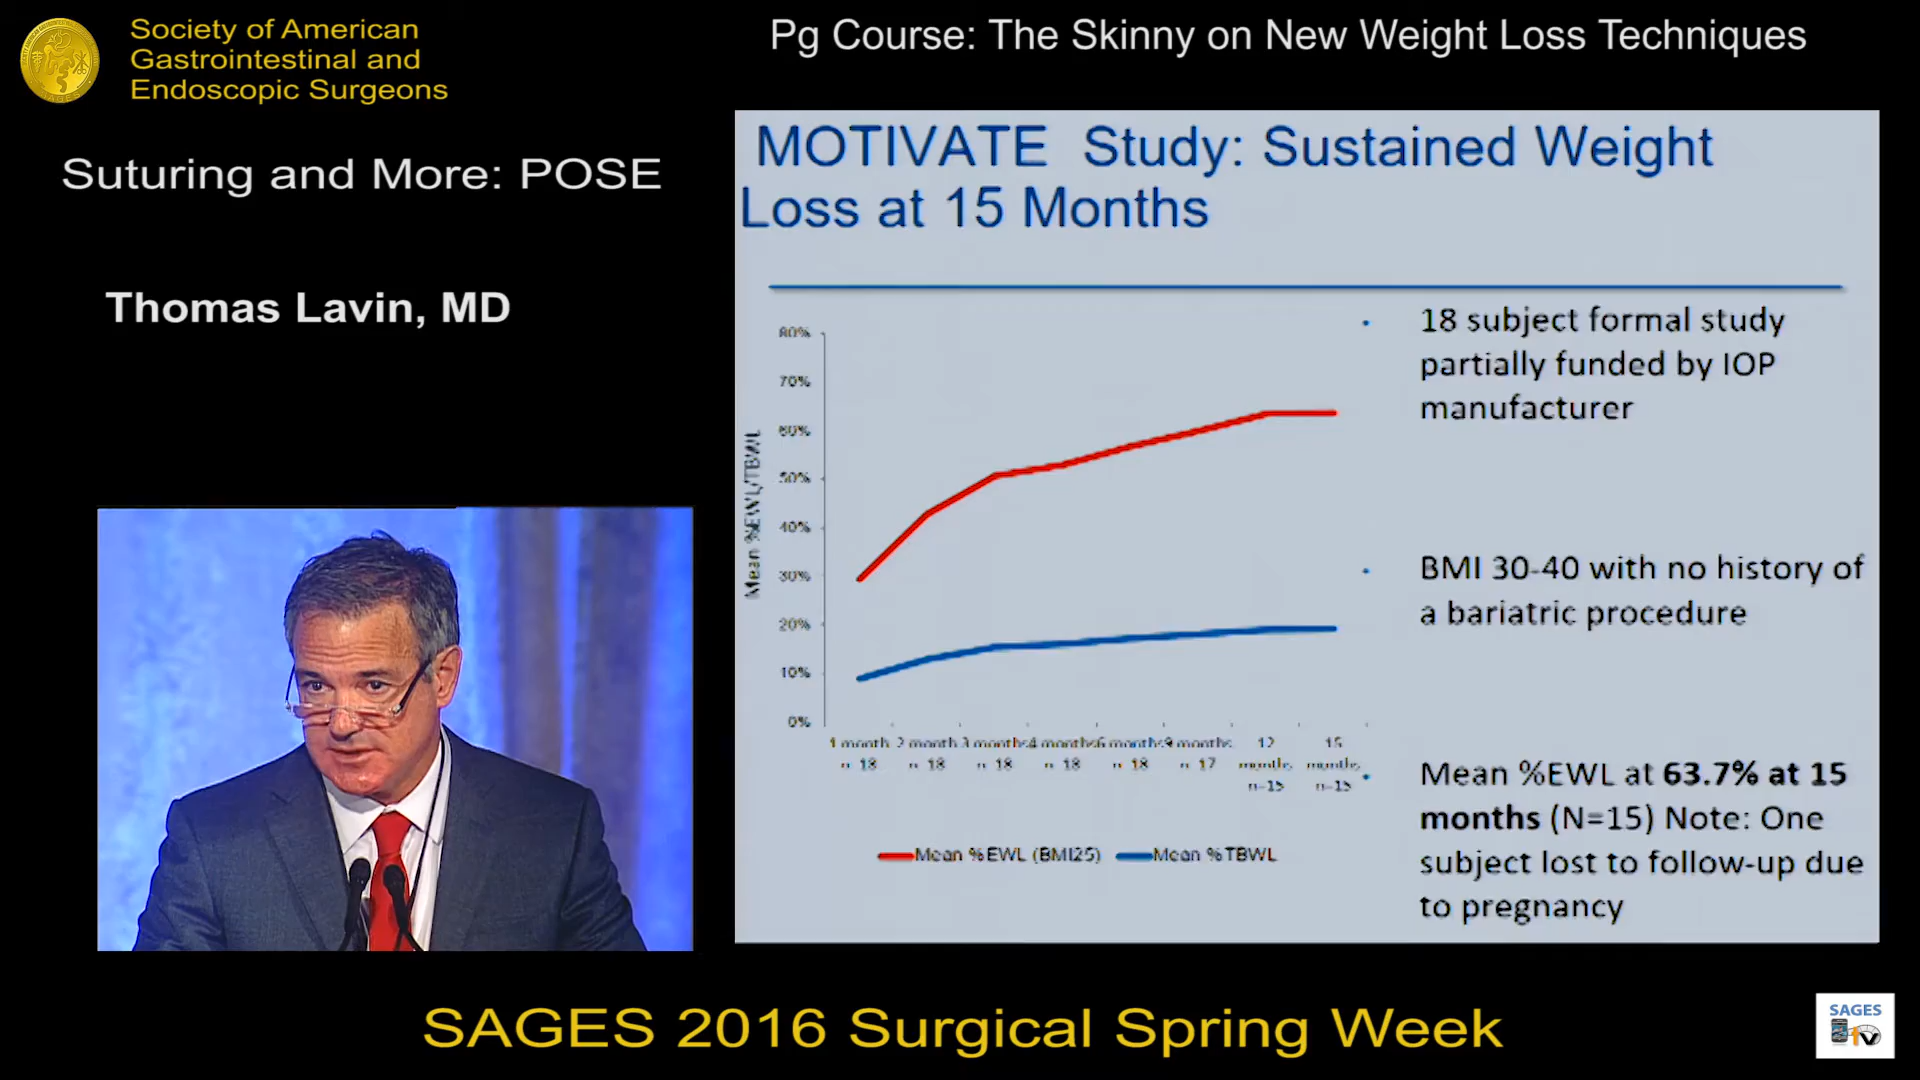 Society of American
Gastrointestinal and
Endoscopic Surgeons
Pg Course: The Skinny on New Weight Loss Techniques
Suturing and More: POSE
Thomas Lavin, MD
MOTIVATE Study: Sustained Weight
Loss at 15 Months
80%
70%
60%
50%
40%
30%
20%
10%
0%
Mean %EWL/TBWL
1 month 2 month 3 months 4 months 6 months 9 months 12 15
n 18 n 18 n 18 n 18 n 18 n 17 months months
n=15 n=15
Mean %EWL (BMI25) Mean %TBWL
• 18 subject formal study
partially funded by IOP
manufacturer
• BMI 30-40 with no history of
a bariatric procedure
• Mean %EWL at 63.7% at 15
months (N=15) Note: One
subject lost to follow-up due
to pregnancy
SAGES 2016 Surgical Spring Week
SAGES
TV